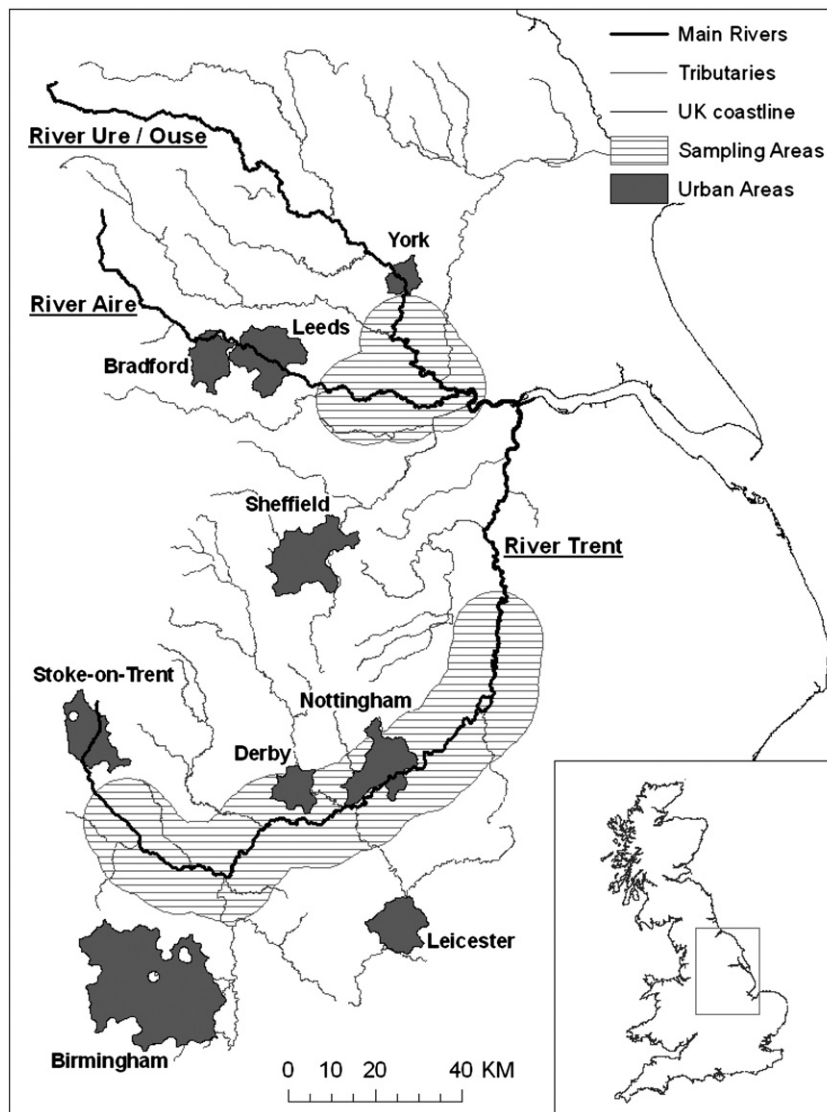 Main Rivers
Tributaries
UK coastline
Sampling Areas
Urban Areas
River Ure / Ouse
York
River Aire
Leeds
Bradford
Sheffield
River Trent
Stoke-on-Trent
Nottingham
Derby
Leicester
Birmingham
0 10 20 40 KM